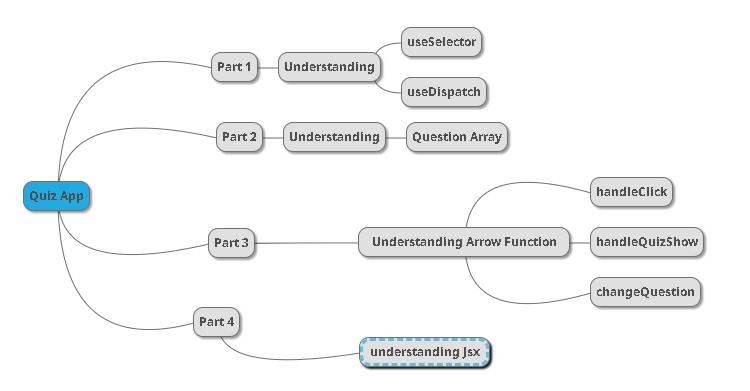 Quiz App
Part 1
Understanding
useSelector
useDispatch
Part 2
Understanding
Question Array
Part 3
Understanding Arrow Function
handleClick
handleQuizShow
changeQuestion
Part 4
understanding Jsx